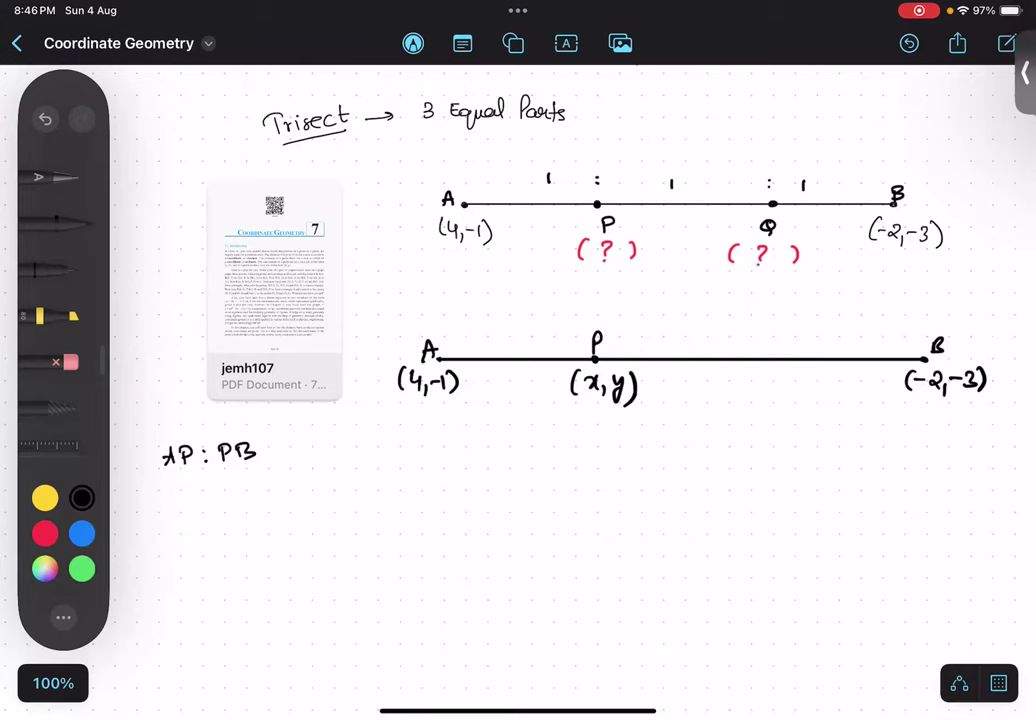 8:46 PM Sun 4 Aug
97%
Coordinate Geometry
Trisect → 3 Equal Parts
1 : 1 : 1
A B
P Q
(4,-1) (-2,-3)
( ? ) ( ? )
COORDINATE GEOMETRY 7
jemh107
PDF Document - 7...
A P B
(4,-1) (x, y) (-2,-3)
AP : PB
100%